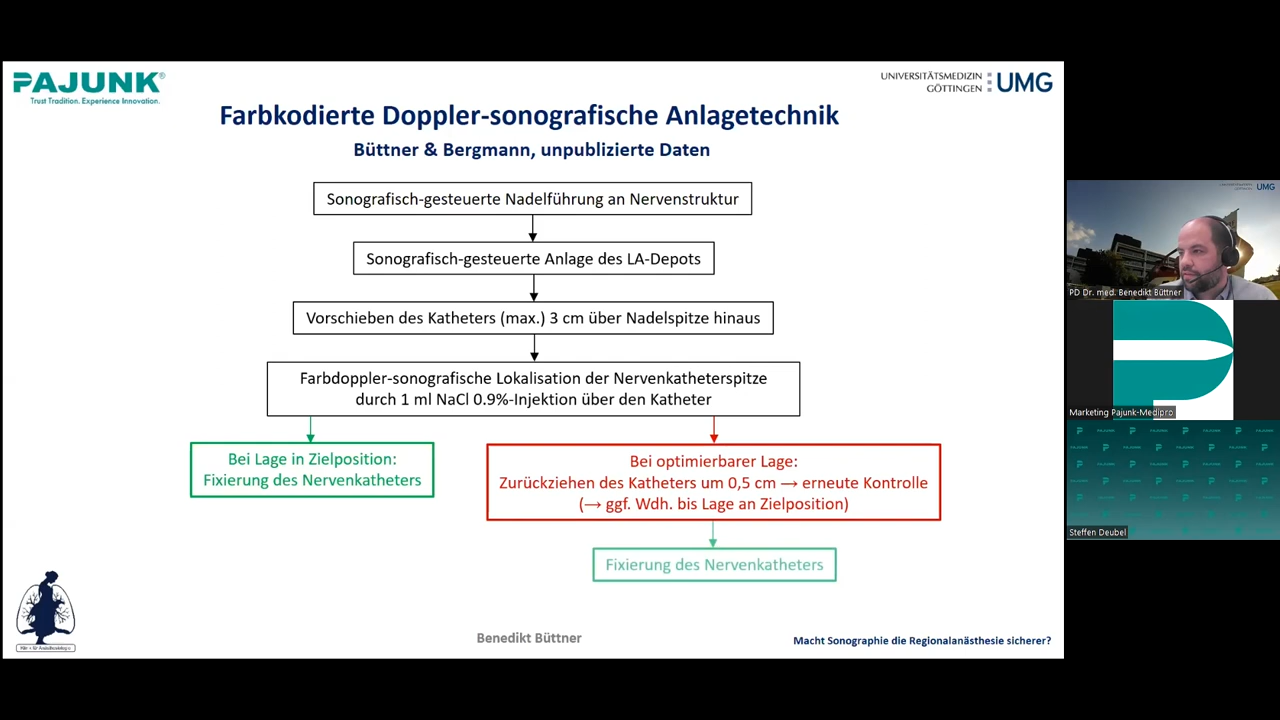 PAJUNK®
Trust Tradition. Experience Innovation.
UNIVERSITÄTSMEDIZIN
GÖTTINGEN
UMG
Farbkodierte Doppler-sonografische Anlagetechnik
Büttner & Bergmann, unpublizierte Daten
Sonografisch-gesteuerte Nadelführung an Nervenstruktur
Sonografisch-gesteuerte Anlage des LA-Depots
Vorschieben des Katheters (max.) 3 cm über Nadelspitze hinaus
Farbdoppler-sonografische Lokalisation der Nervenkatheterspitze
durch 1 ml NaCl 0.9%-Injektion über den Katheter
Bei Lage in Zielposition:
Fixierung des Nervenkatheters
Bei optimierbarer Lage:
Zurückziehen des Katheters um 0,5 cm → erneute Kontrolle
(→ ggf. Wdh. bis Lage an Zielposition)
Fixierung des Nervenkatheters
Benedikt Büttner
Macht Sonographie die Regionalanästhesie sicherer?
UMG
PD Dr. med. Benedikt Büttner
Marketing Pajunk-Medipro
Steffen Deubel